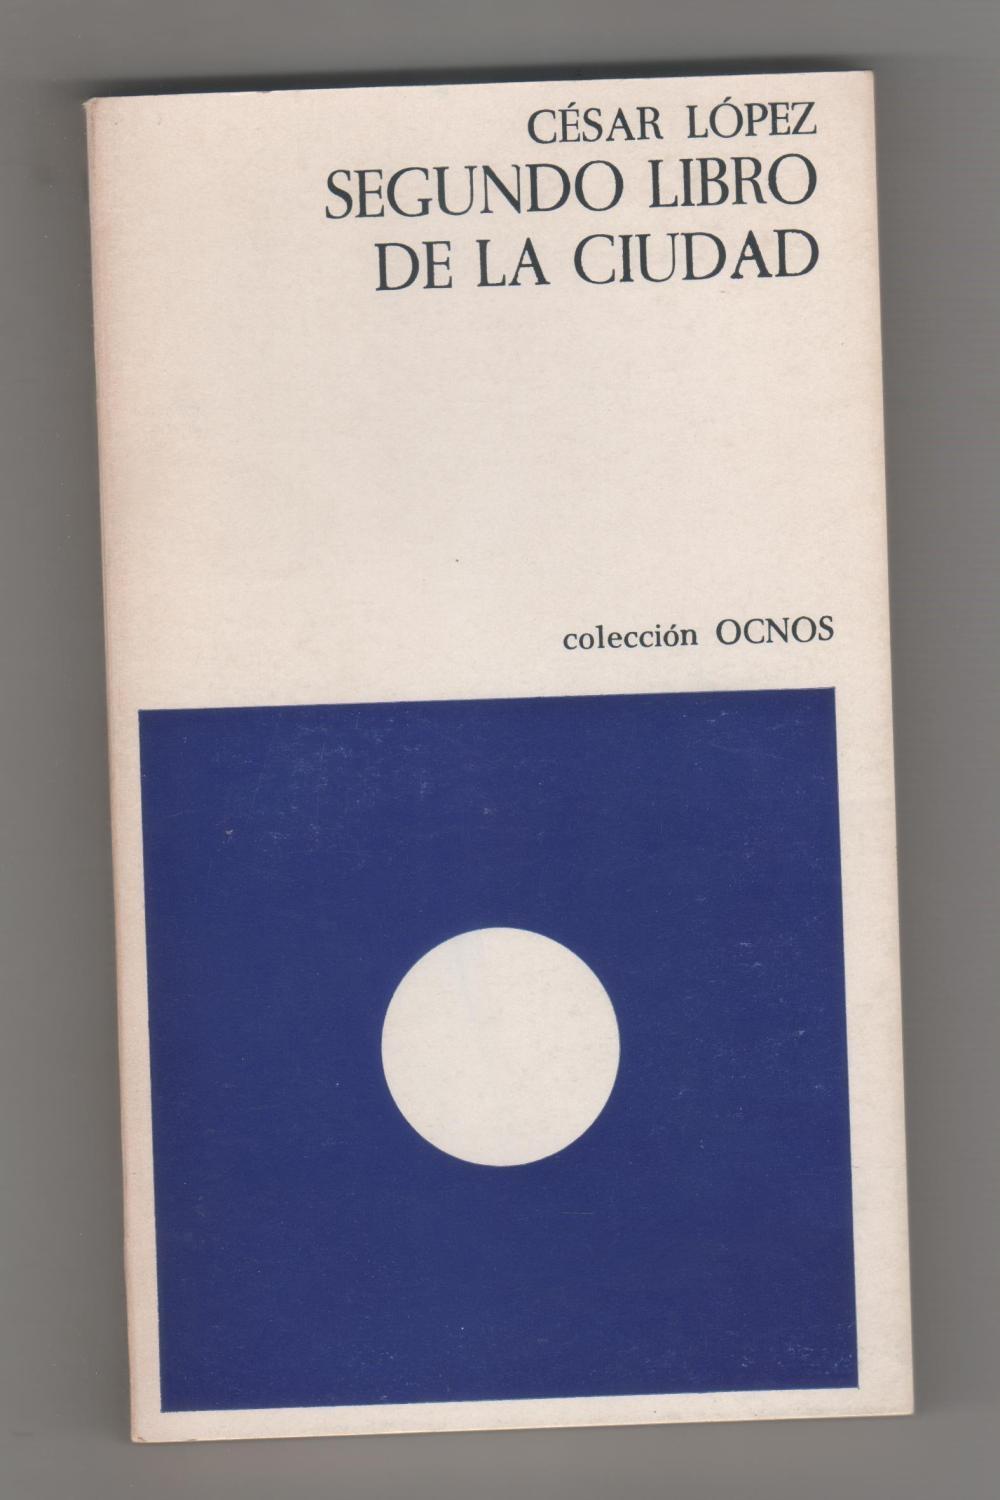 CÉSAR LÓPEZ
SEGUNDO LIBRO
DE LA CIUDAD
colección OCNOS